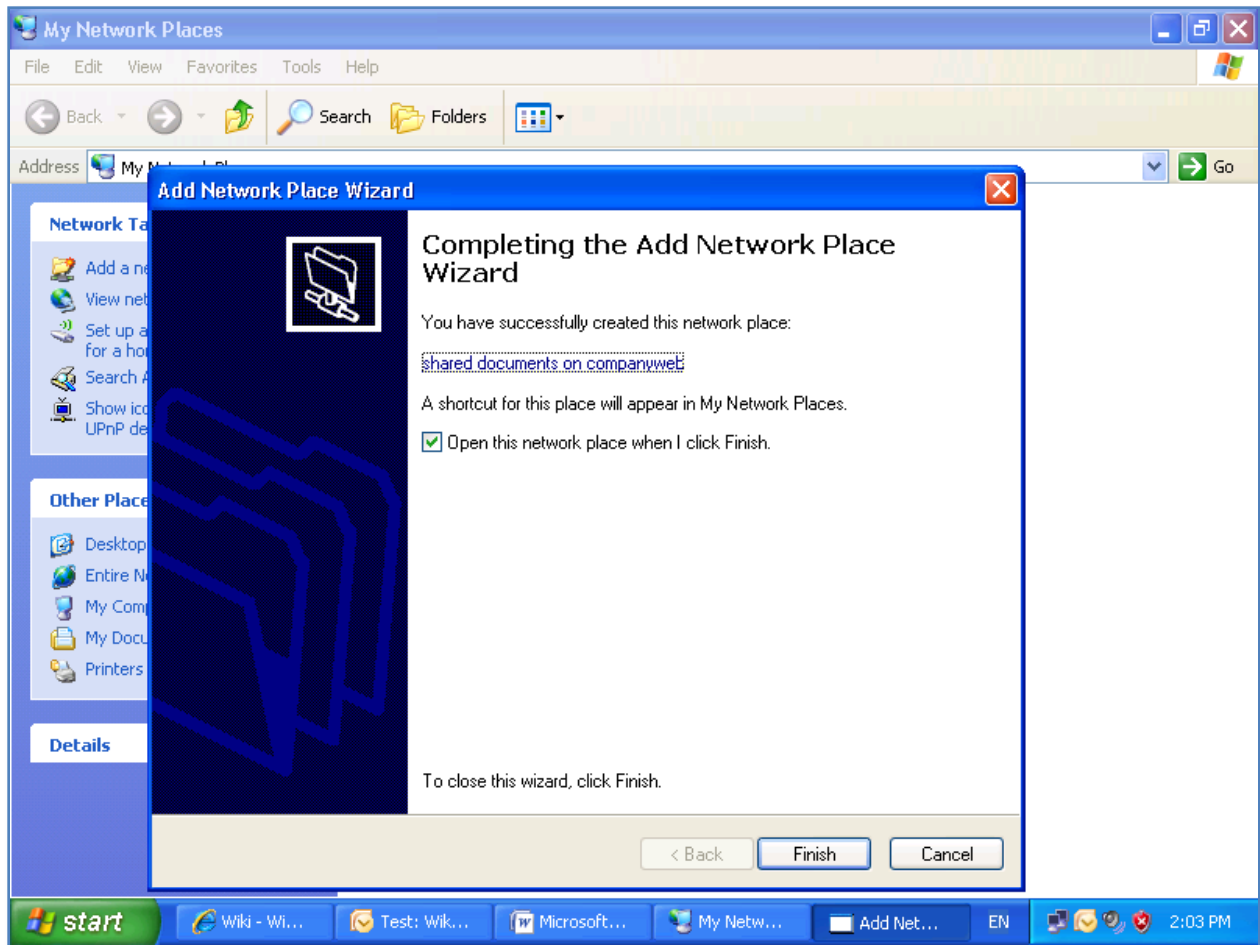 My Network Places
File Edit View Favorites Tools Help
Back Search Folders
Address My Go
Add Network Place Wizard
Network Ta
Add a ne
View net
Set up a
for a ho
Search A
Show ico
UPnP de
Other Place
Desktop
Entire N
My Comp
My Docu
Printers
Details
Completing the Add Network Place
Wizard
You have successfully created this network place:
shared documents on companyweb
A shortcut for this place will appear in My Network Places.
Open this network place when I click Finish.
To close this wizard, click Finish.
< Back Finish Cancel
start Wiki - Wi... Test: Wik... Microsoft... My Netw... Add Net... EN 2:03 PM